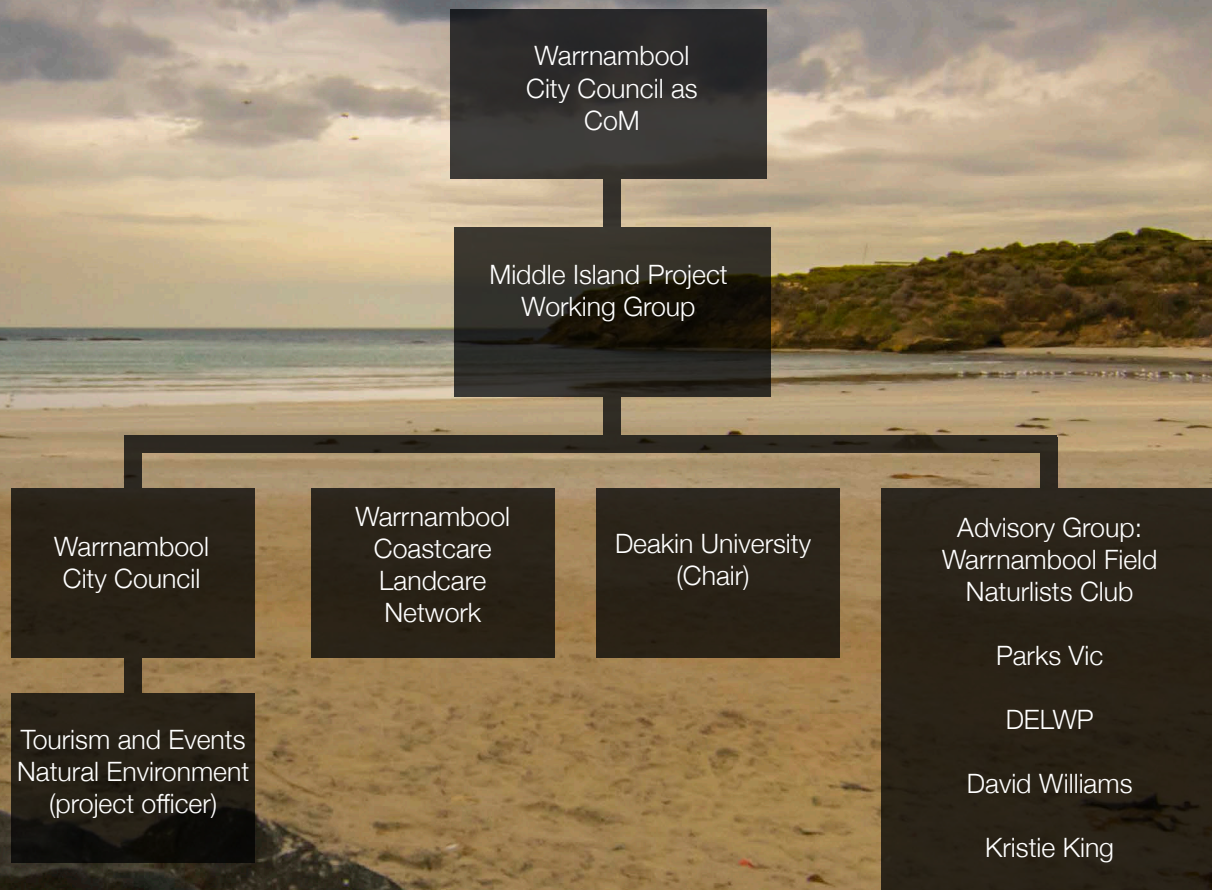 Warrnambool
City Council as
CoM
Middle Island Project
Working Group
Warrnambool
City Council
Warrnambool
Coastcare
Landcare
Network
Deakin University
(Chair)
Advisory Group:
Warrnambool Field
Naturlists Club
Parks Vic
DELWP
David Williams
Kristie King
Tourism and Events
Natural Environment
(project officer)